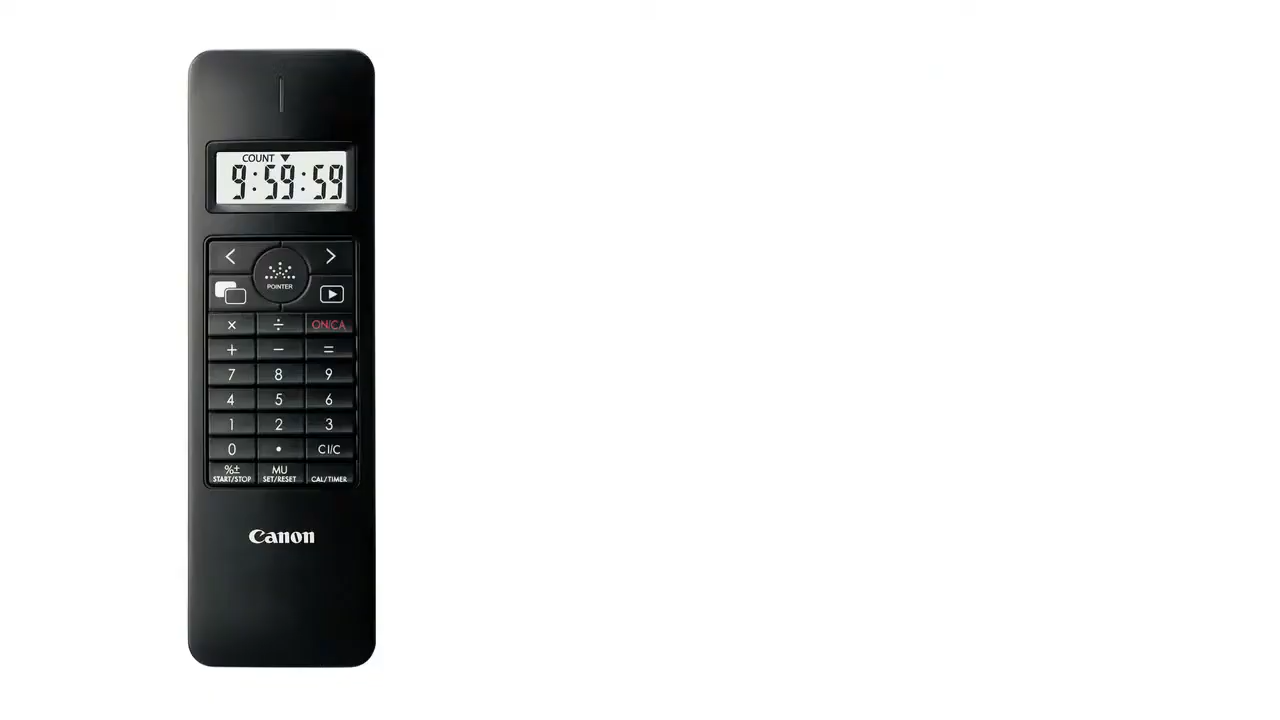 COUNT
9:59:59
< >
POINTER
× ÷ ON/CA
+ − =
7 8 9
4 5 6
1 2 3
0 • CI/C
%± MU
START/STOP SET/RESET CAL/TIMER
Canon